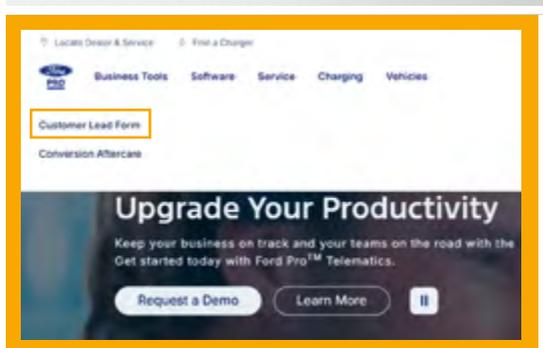 Locate Dealer & Service Find a Charger
Ford
PRO
Business Tools Software Service Charging Vehicles
Customer Lead Form
Conversion Aftercare
Upgrade Your Productivity
Keep your business on track and your teams on the road with the
Get started today with Ford Pro™ Telematics.
Request a Demo Learn More